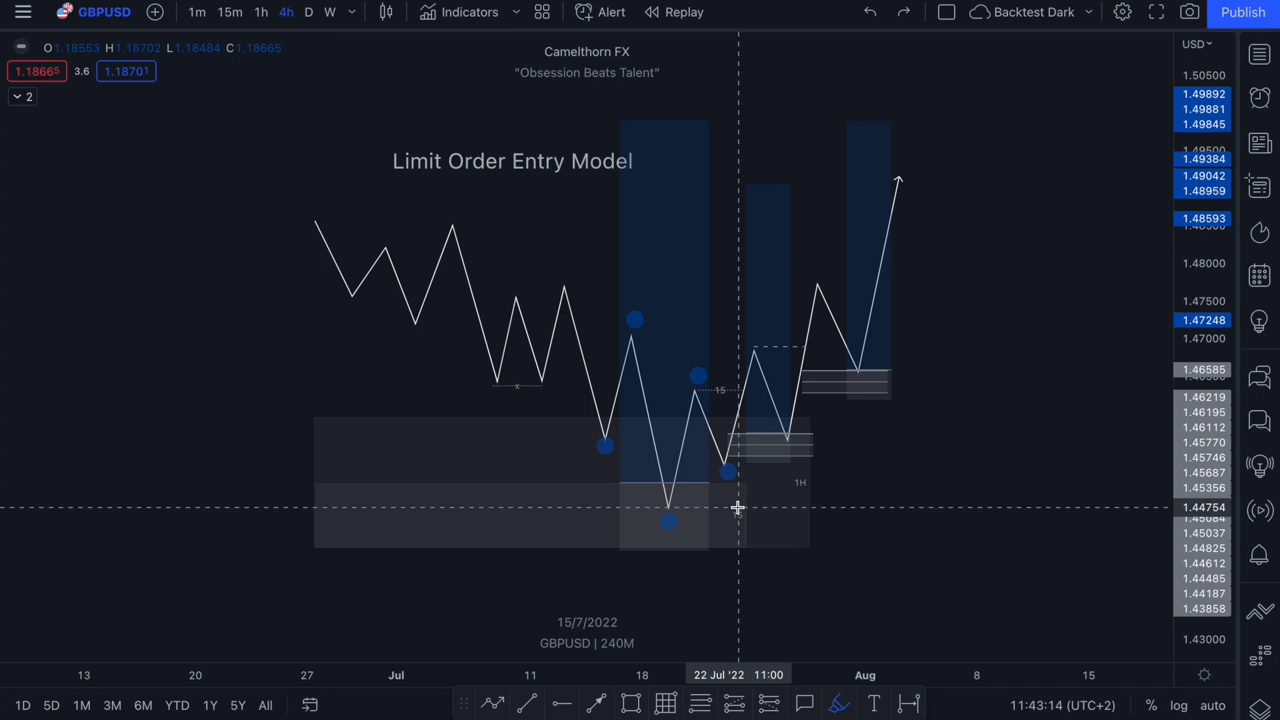 GBPUSD 1m 15m 1h 4h D W Indicators Alert Replay Backtest Dark Publish
O1.18553 H1.18702 L1.18484 C1.18665
1.18665 3.6 1.18701
2
Camelthorn FX
"Obsession Beats Talent"
Limit Order Entry Model
x
15
1H
15/7/2022
GBPUSD | 240M
USD
1.50500
1.49892
1.49881
1.49845
1.49500
1.49384
1.49042
1.48959
1.48593
1.48000
1.47500
1.47248
1.47000
1.46585
1.46219
1.46195
1.46112
1.45770
1.45746
1.45687
1.45356
1.44754
1.45084
1.45037
1.44825
1.44612
1.44485
1.44187
1.43858
1.43000
13 20 27 Jul 11 18 22 Jul '22 11:00 Aug 8 15
1D 5D 1M 3M 6M YTD 1Y 5Y All 11:43:14 (UTC+2) % log auto